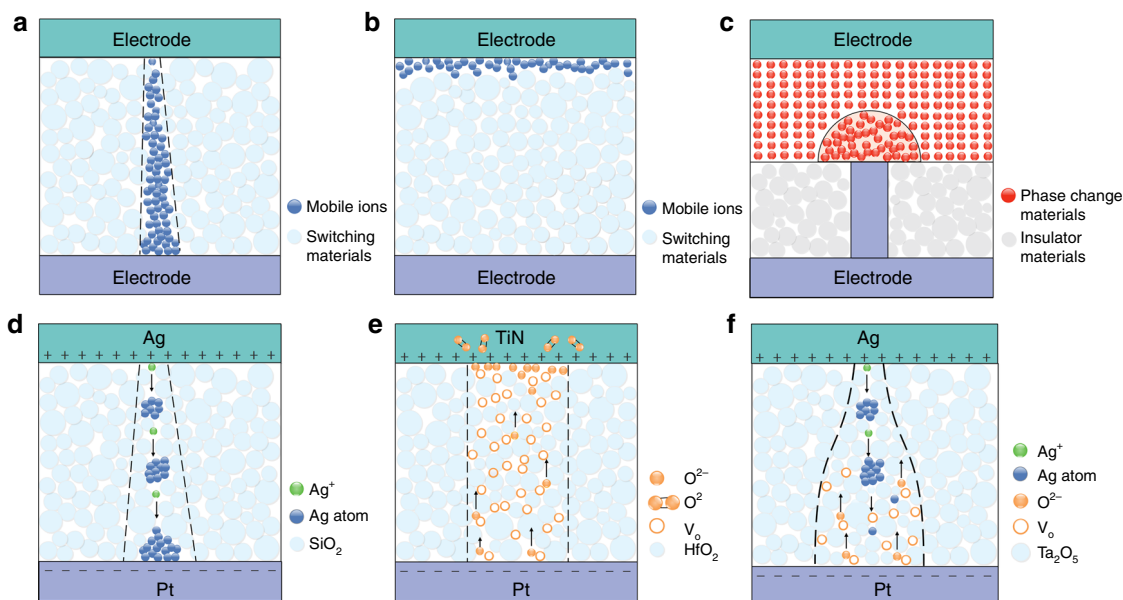 a
Electrode
Mobile ions
Switching
materials
Electrode
b
Electrode
Mobile ions
Switching
materials
Electrode
c
Electrode
Phase change
materials
Insulator
materials
Electrode
d
Ag
+ + + + + + + + + + + + +
Ag⁺
Ag atom
SiO₂
− − − − − − − − − − − −
Pt
e
TiN
+ + + + + + + + + + + + +
O²⁻
O²
Vₒ
HfO₂
− − − − − − − − − − − −
Pt
f
Ag
+ + + + + + + + + + + + +
Ag⁺
Ag atom
O²⁻
Vₒ
Ta₂O₅
− − − − − − − − − − − −
Pt